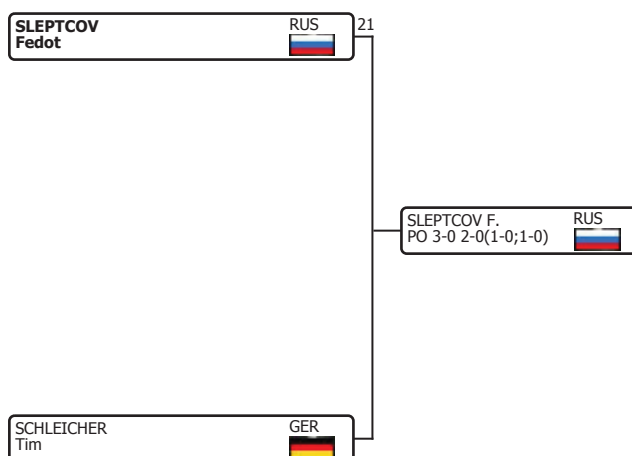 SLEPTCOV RUS 21
Fedot
SLEPTCOV F. RUS
PO 3-0 2-0(1-0;1-0)
SCHLEICHER GER
Tim